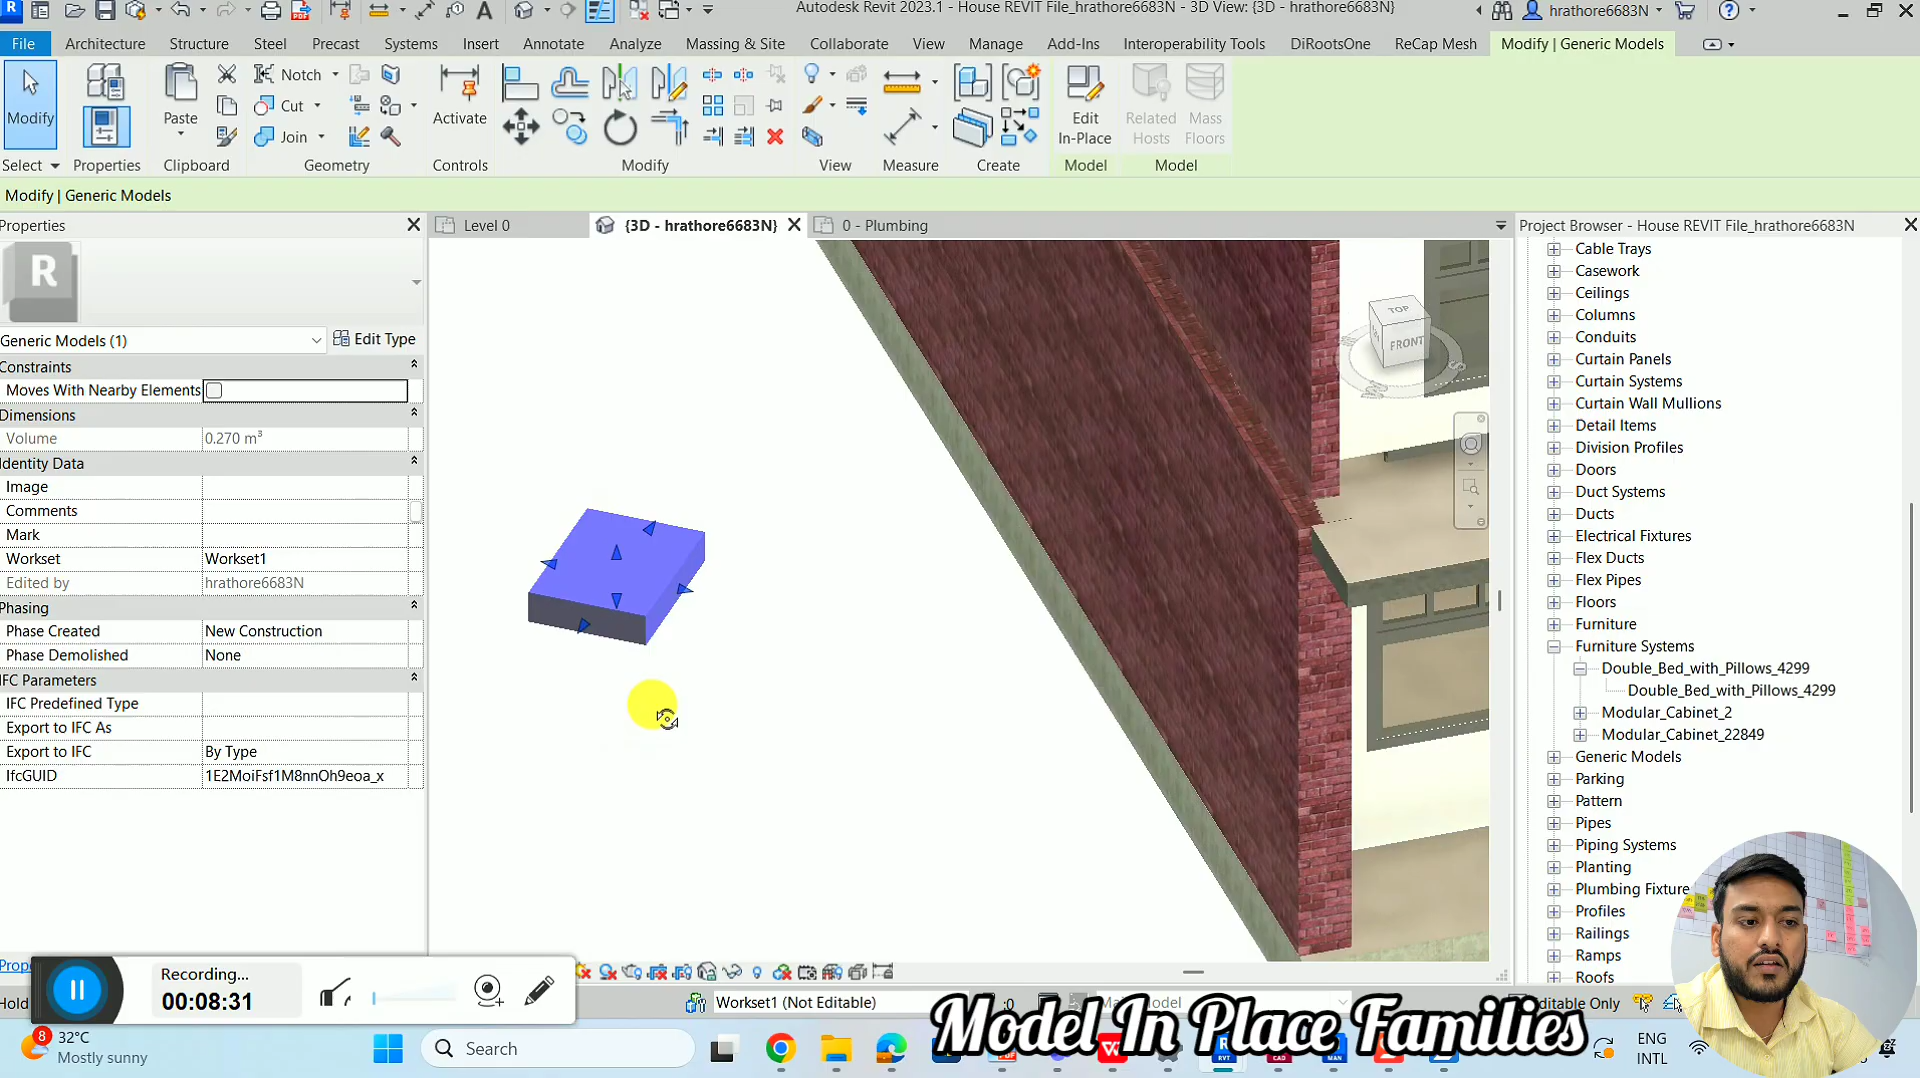 Autodesk Revit 2023.1 - House REVIT File_hrathore6683N - 3D View: {3D - hrathore6683N}
hrathore6683N
File Architecture Structure Steel Precast Systems Insert Annotate Analyze Massing & Site Collaborate View Manage Add-Ins Interoperability Tools DiRootsOne ReCap Mesh Modify | Generic Models
Modify
Paste
Notch
Cut
Join
Activate
Edit
In-Place
Related
Hosts
Mass
Floors
Select Properties Clipboard Geometry Controls Modify View Measure Create Model Model
Modify | Generic Models
Properties
R
Generic Models (1)
Edit Type
Constraints
Moves With Nearby Elements
Dimensions
Volume 0.270 m³
Identity Data
Image
Comments
Mark
Workset Workset1
Edited by hrathore6683N
Phasing
Phase Created New Construction
Phase Demolished None
IFC Parameters
IFC Predefined Type
Export to IFC As
Export to IFC By Type
IfcGUID 1E2MoiFsf1M8nnOh9eoa_x
Level 0
{3D - hrathore6683N}
0 - Plumbing
TOP
FRONT
Project Browser - House REVIT File_hrathore6683N
Cable Trays
Casework
Ceilings
Columns
Conduits
Curtain Panels
Curtain Systems
Curtain Wall Mullions
Detail Items
Division Profiles
Doors
Duct Systems
Ducts
Electrical Fixtures
Flex Ducts
Flex Pipes
Floors
Furniture
Furniture Systems
Double_Bed_with_Pillows_4299
Double_Bed_with_Pillows_4299
Modular_Cabinet_2
Modular_Cabinet_22849
Generic Models
Parking
Pattern
Pipes
Piping Systems
Planting
Plumbing Fixture
Profiles
Railings
Ramps
Roofs
Recording...
00:08:31
Workset1 (Not Editable)
:0
Model In Place Families
8
32°C
Mostly sunny
Search
ENG
INTL